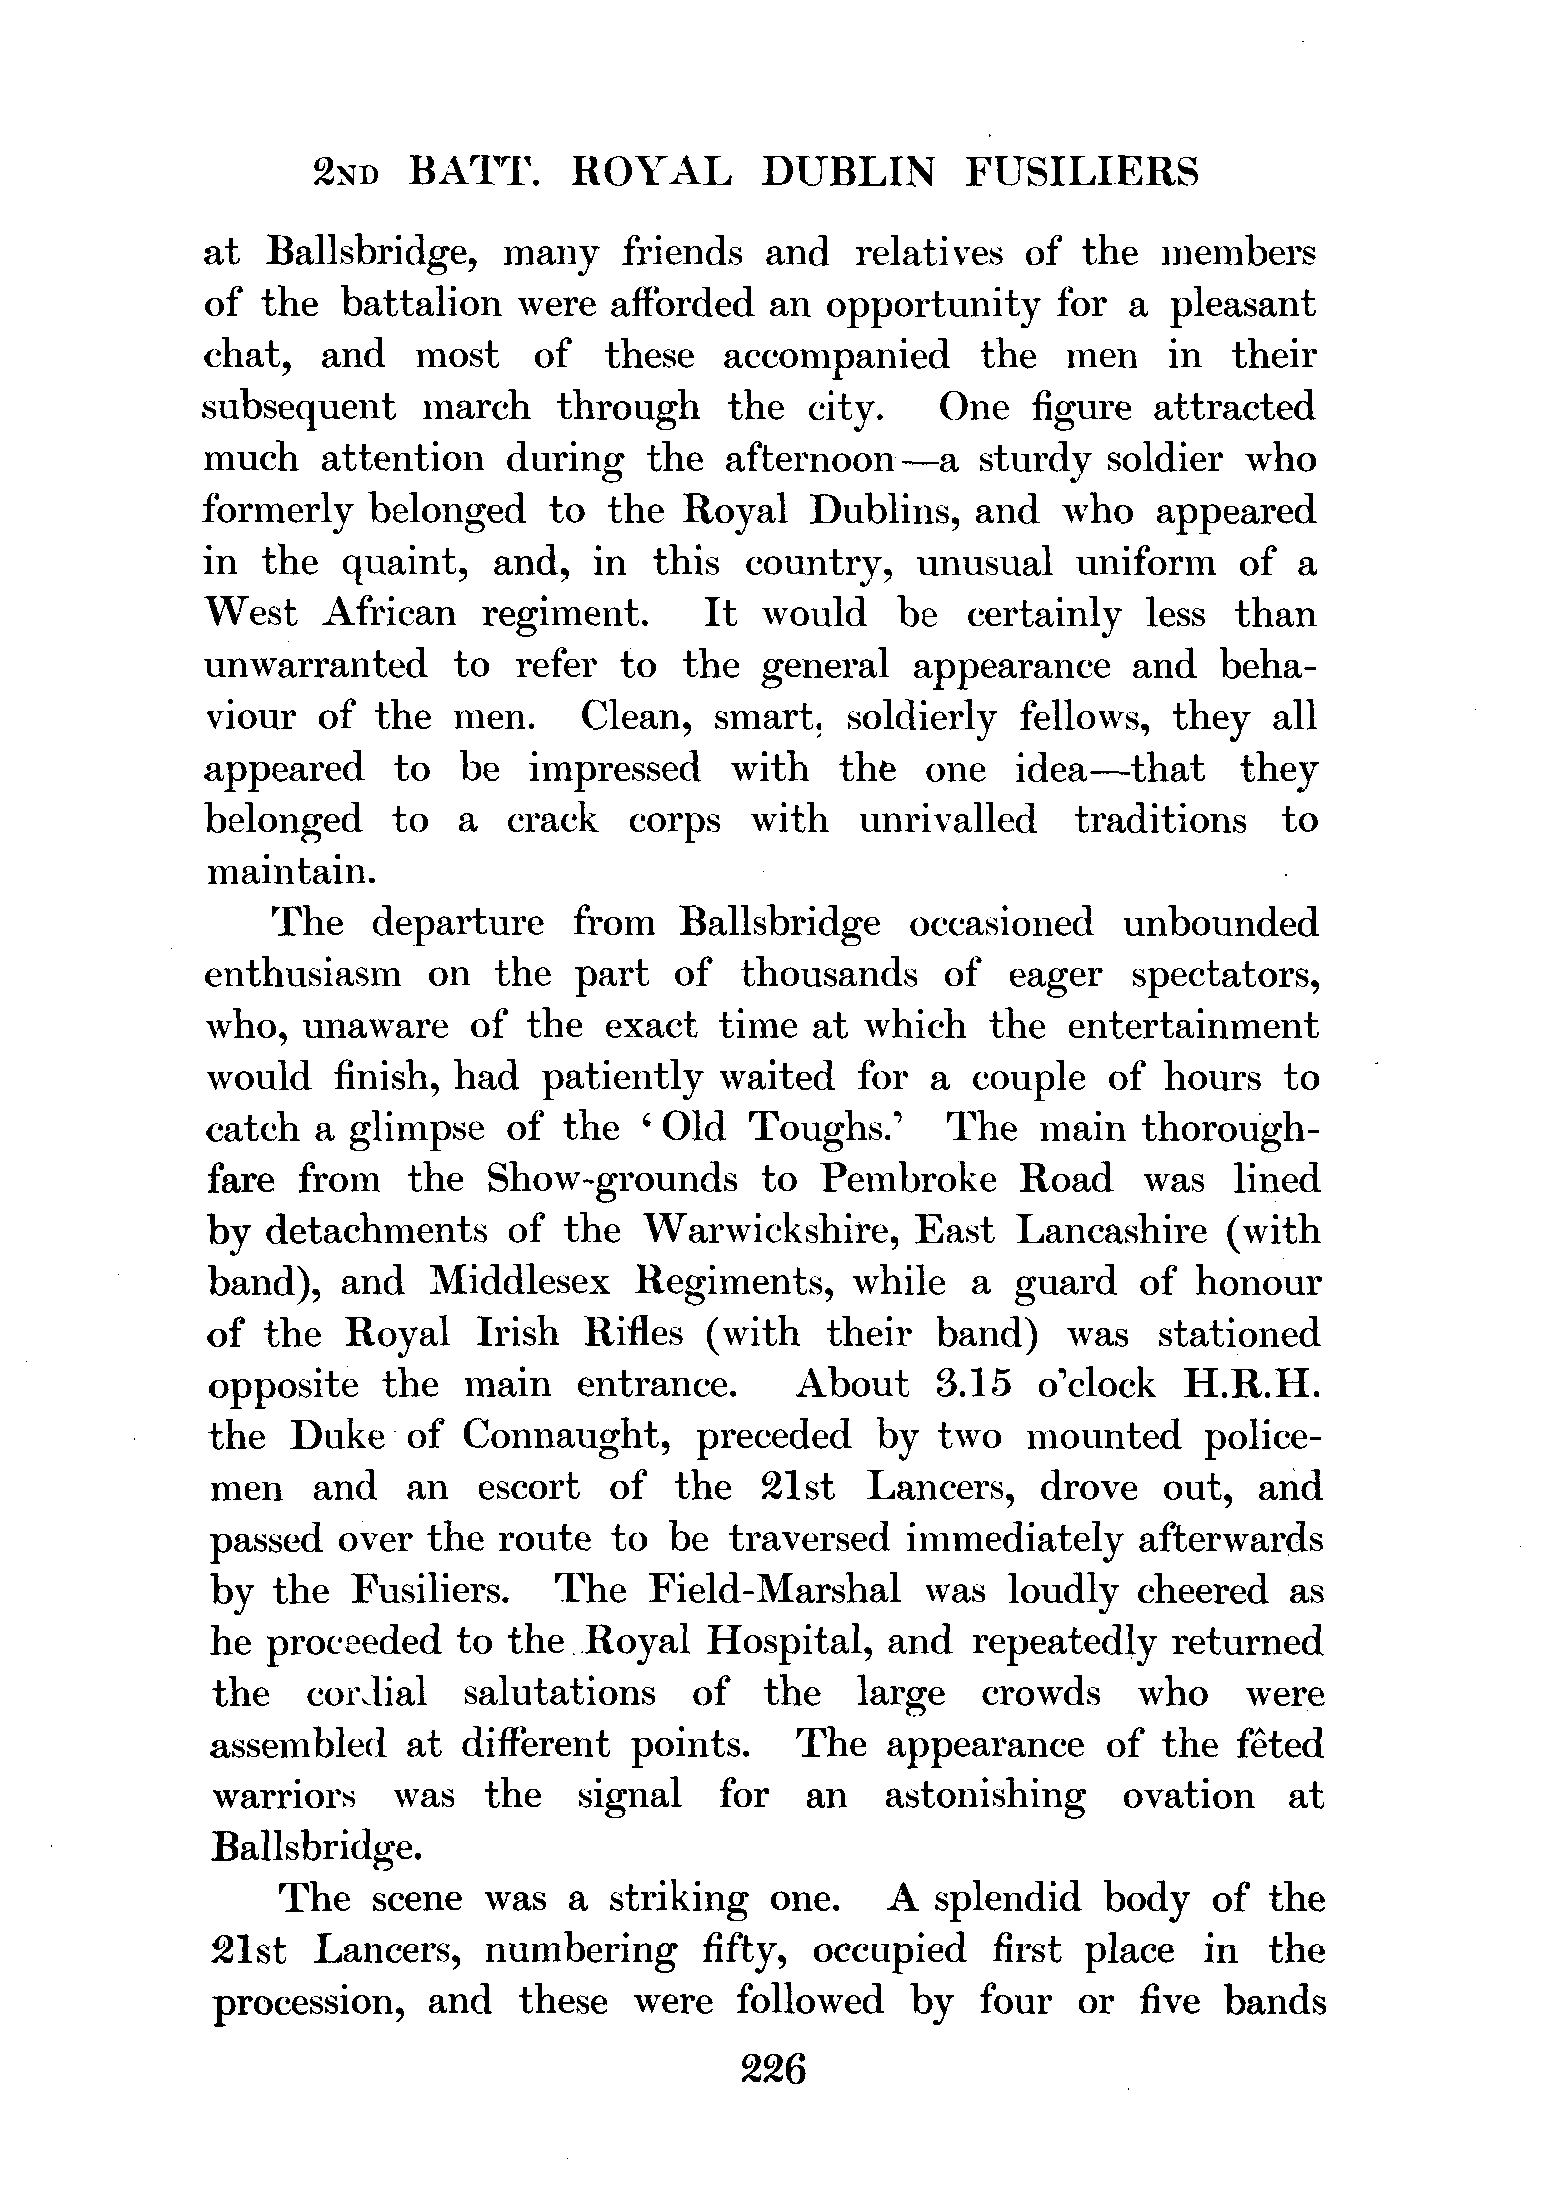 2ND BATT. ROYAL DUBLIN FUSILIERS
at Ballsbridge, many friends and relatives of the members
of the battalion were afforded an opportunity for a pleasant
chat, and most of these accompanied the men in their
subsequent march through the city. One figure attracted
much attention during the afternoon—a sturdy soldier who
formerly belonged to the Royal Dublins, and who appeared
in the quaint, and, in this country, unusual uniform of a
West African regiment. It would be certainly less than
unwarranted to refer to the general appearance and beha-
viour of the men. Clean, smart, soldierly fellows, they all
appeared to be impressed with the one idea—that they
belonged to a crack corps with unrivalled traditions to
maintain.
The departure from Ballsbridge occasioned unbounded
enthusiasm on the part of thousands of eager spectators,
who, unaware of the exact time at which the entertainment
would finish, had patiently waited for a couple of hours to
catch a glimpse of the ‘Old Toughs.’ The main thorough-
fare from the Show-grounds to Pembroke Road was lined
by detachments of the Warwickshire, East Lancashire (with
band), and Middlesex Regiments, while a guard of honour
of the Royal Irish Rifles (with their band) was stationed
opposite the main entrance. About 3.15 o’clock H.R.H.
the Duke of Connaught, preceded by two mounted police-
men and an escort of the 21st Lancers, drove out, and
passed over the route to be traversed immediately afterwards
by the Fusiliers. The Field-Marshal was loudly cheered as
he proceeded to the Royal Hospital, and repeatedly returned
the cordial salutations of the large crowds who were
assembled at different points. The appearance of the fêted
warriors was the signal for an astonishing ovation at
Ballsbridge.
The scene was a striking one. A splendid body of the
21st Lancers, numbering fifty, occupied first place in the
procession, and these were followed by four or five bands
226